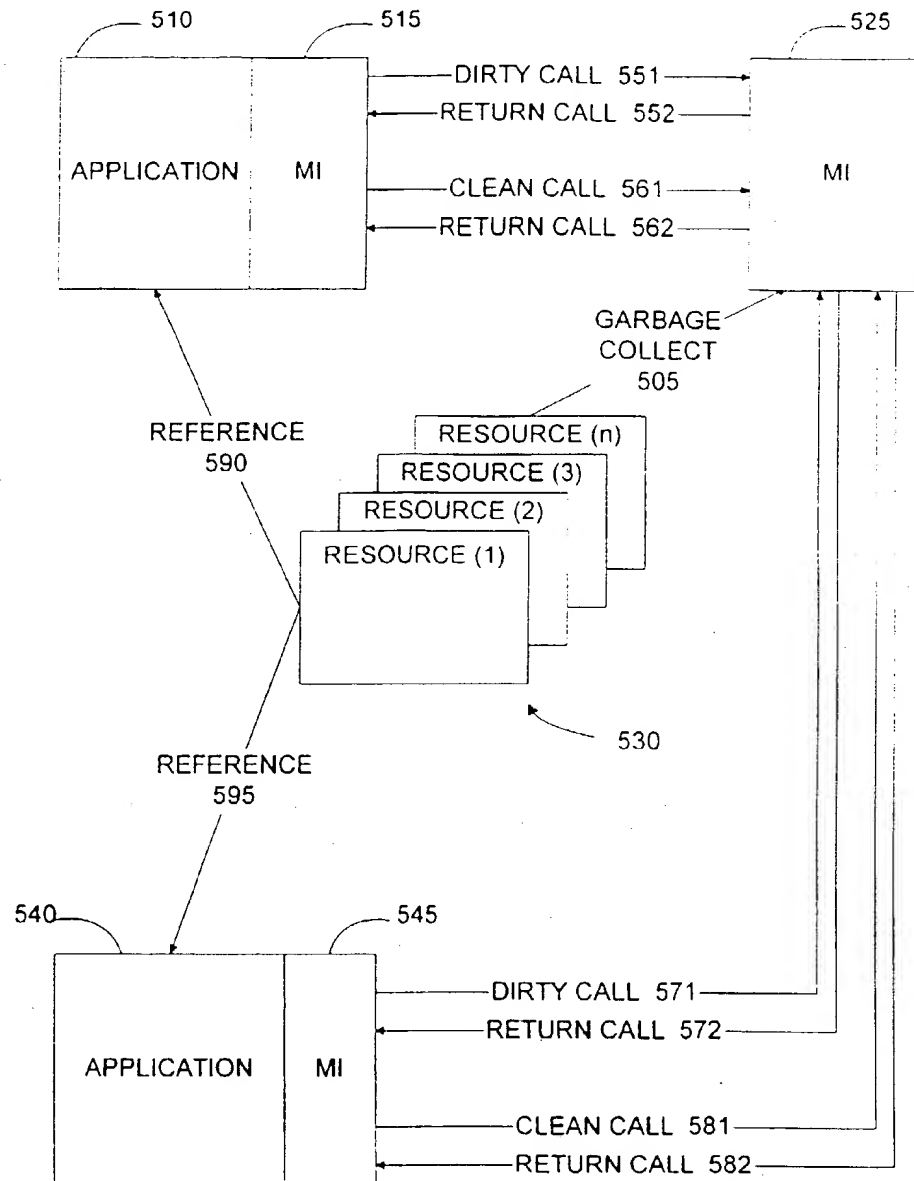 510
515
525
DIRTY CALL 551
RETURN CALL 552
APPLICATION
MI
CLEAN CALL 561
MI
RETURN CALL 562
GARBAGE
COLLECT
505
REFERENCE
590
RESOURCE (n)
RESOURCE (3)
RESOURCE (2)
RESOURCE (1)
530
REFERENCE
595
540
545
DIRTY CALL 571
RETURN CALL 572
APPLICATION
MI
CLEAN CALL 581
RETURN CALL 582